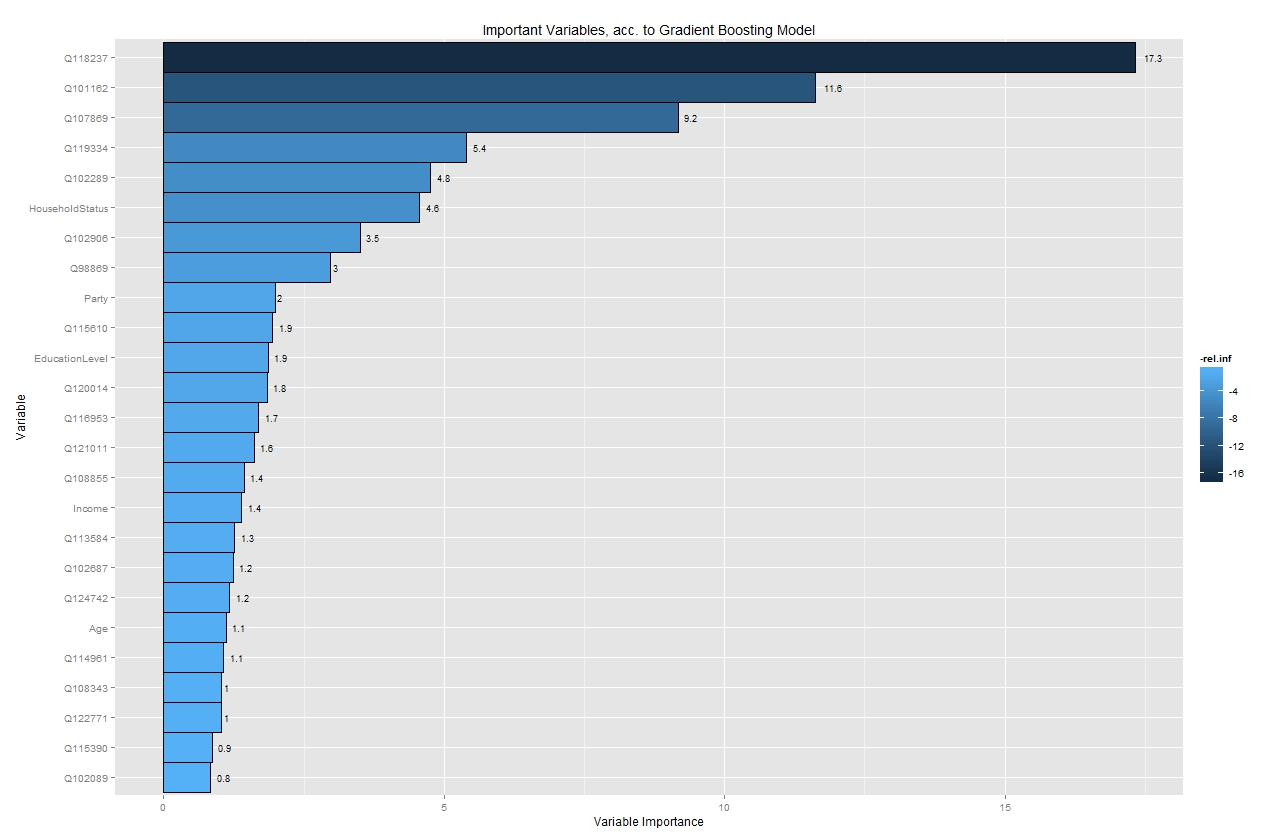 Important Variables, acc. to Gradient Boosting Model
Q118237 17.3
Q101162 11.6
Q107869 9.2
Q119334 5.4
Q102289 4.8
HouseholdStatus 4.6
Q102906 3.5
Q98869 3
Party 2
Q115610 1.9
EducationLevel 1.9
Q120014 1.8
Q116953 1.7
Q121011 1.6
Q108855 1.4
Income 1.4
Q113584 1.3
Q102687 1.2
Q124742 1.2
Age 1.1
Q114961 1.1
Q108343 1
Q122771 1
Q115390 0.9
Q102089 0.8
0 5 10 15
Variable Importance
Variable
-rel.inf
-4
-8
-12
-16